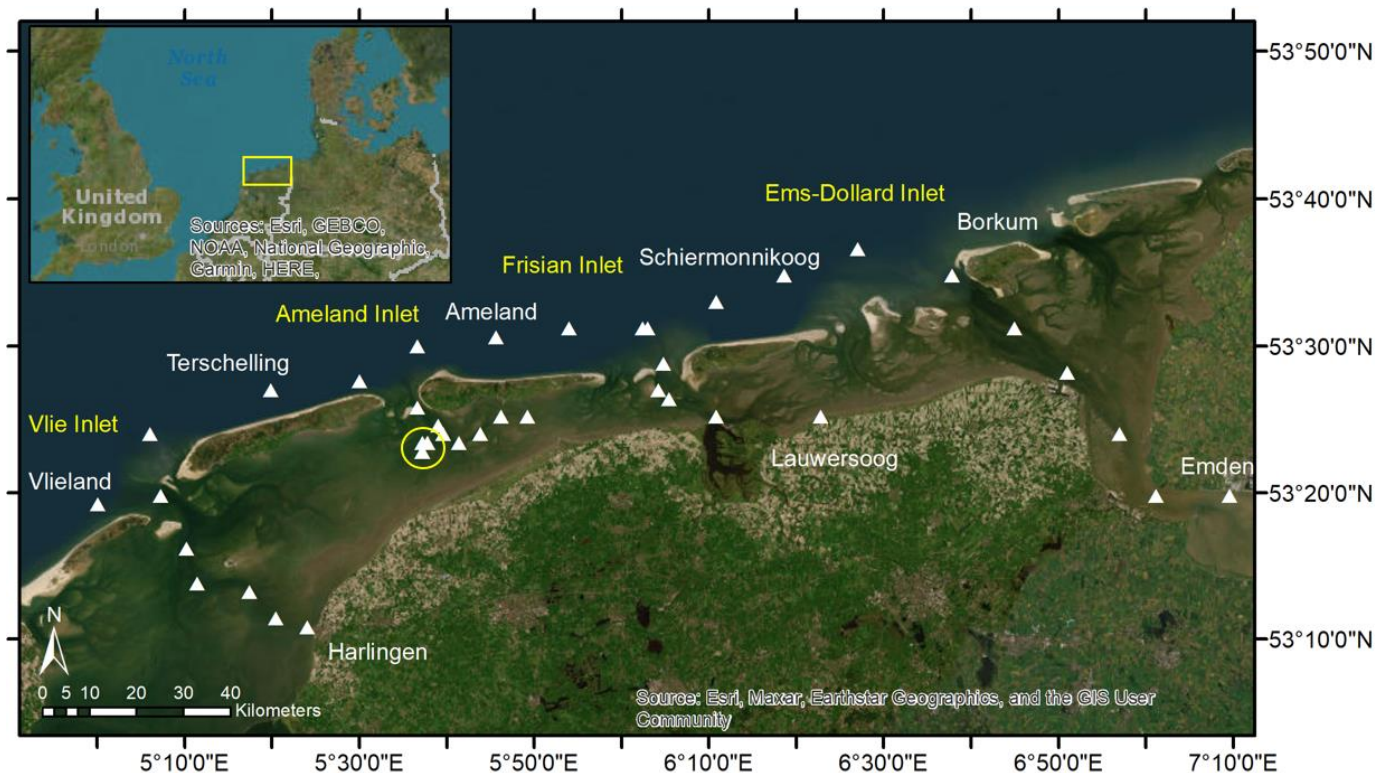 North
Sea
United
Kingdom
London
Sources: Esri, GEBCO,
NOAA, National Geographic,
Garmin, HERE,
53°50'0"N
53°40'0"N
53°30'0"N
53°20'0"N
53°10'0"N
Ems-Dollard Inlet
Borkum
Schiermonnikoog
Frisian Inlet
Ameland Inlet
Ameland
Terschelling
Vlie Inlet
Vlieland
Lauwersoog
Emden
Harlingen
N
0 5 10 20 30 40
Kilometers
Source: Esri, Maxar, Earthstar Geographics, and the GIS User
Community
5°10'0"E
5°30'0"E
5°50'0"E
6°10'0"E
6°30'0"E
6°50'0"E
7°10'0"E